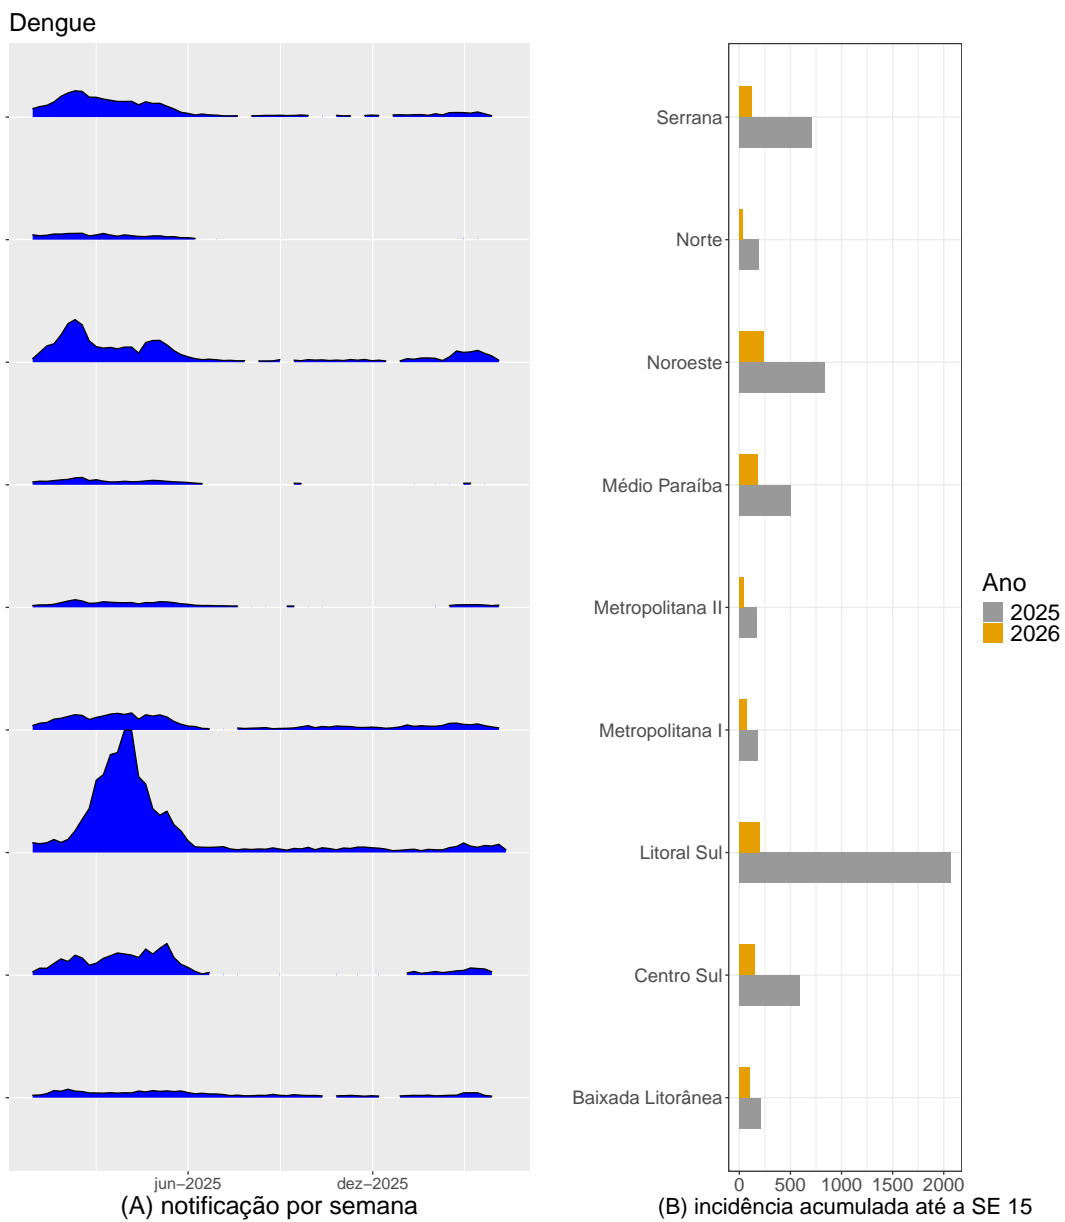 Dengue
Serrana
Norte
Noroeste
Médio Paraíba
Metropolitana II
Metropolitana I
Litoral Sul
Centro Sul
Baixada Litorânea
Ano
2025
2026
jun–2025 dez–2025
0 500 1000 1500 2000
(A) notificação por semana
(B) incidência acumulada até a SE 15